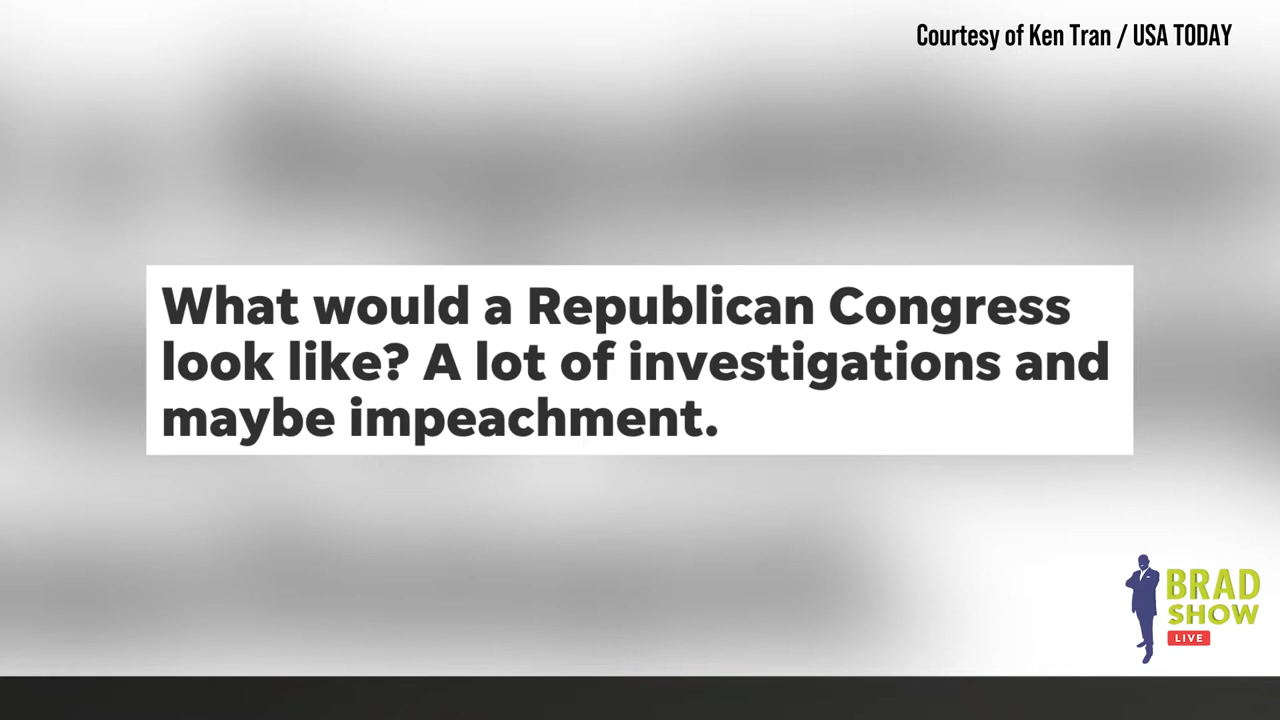 Courtesy of Ken Tran / USA TODAY
What would a Republican Congress
look like? A lot of investigations and
maybe impeachment.
BRAD
SHOW
LIVE